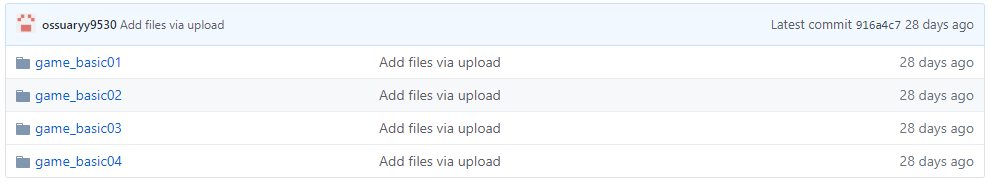 ossuaryy9530 Add files via upload Latest commit 916a4c7 28 days ago
game_basic01 Add files via upload 28 days ago
game_basic02 Add files via upload 28 days ago
game_basic03 Add files via upload 28 days ago
game_basic04 Add files via upload 28 days ago